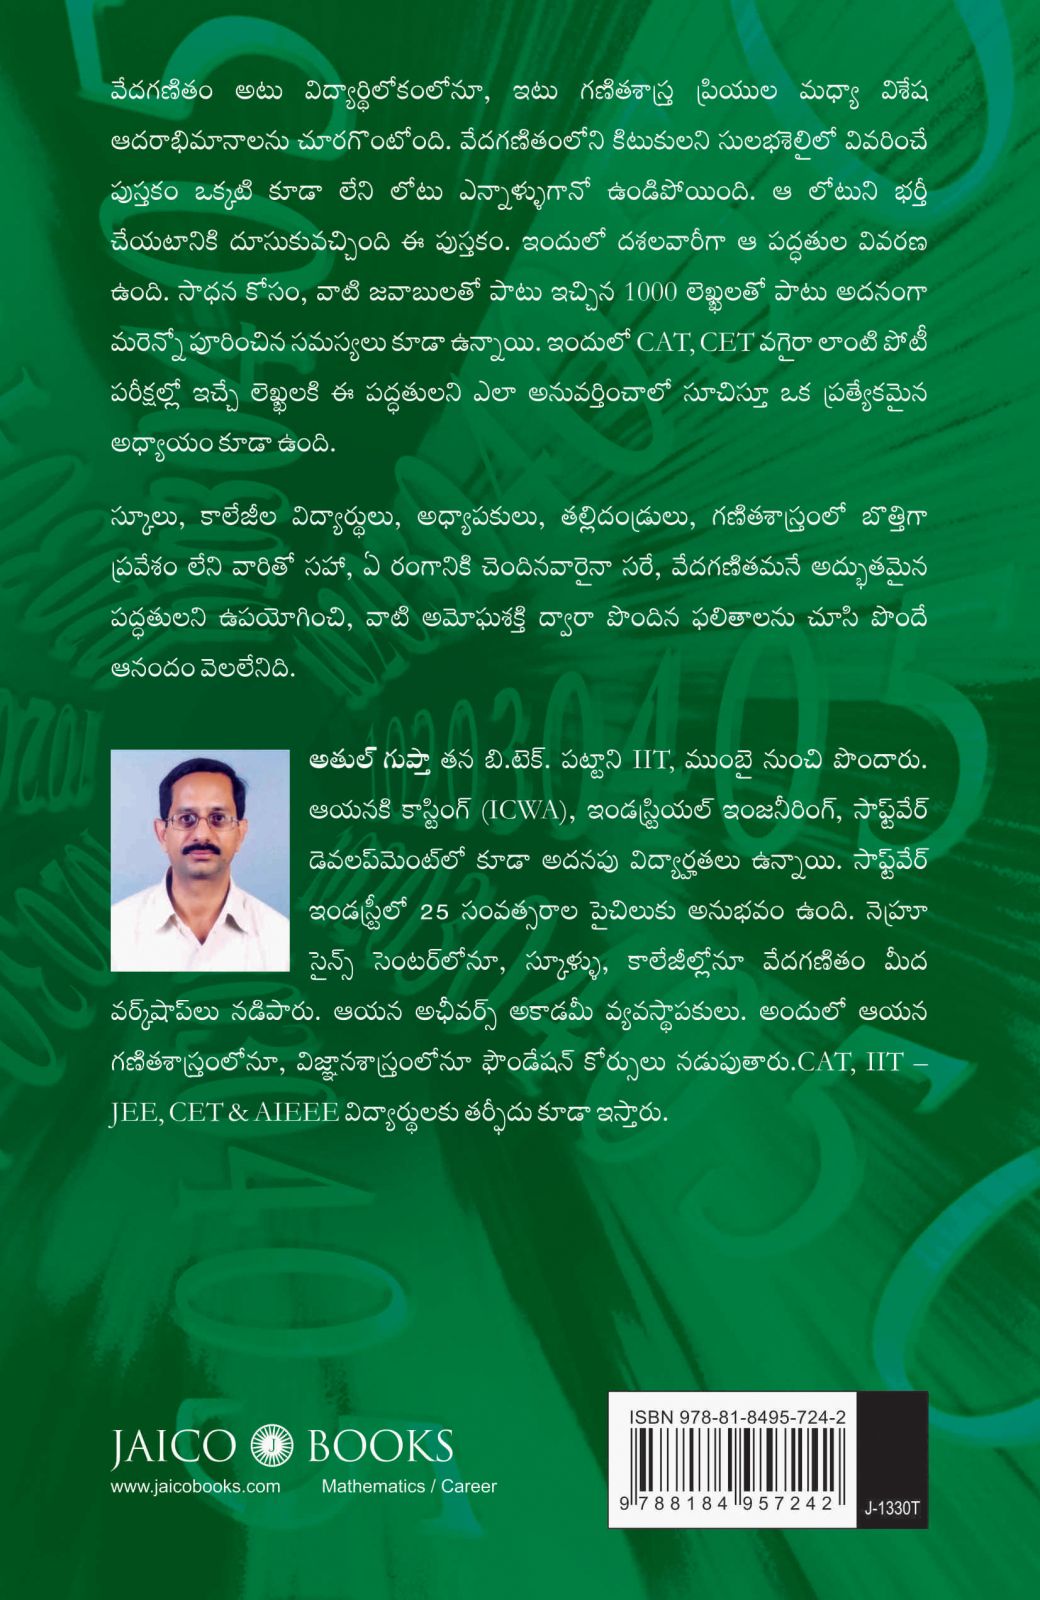 వేదగణితం అటు విద్యార్థిలోకంలోనూ, ఇటు గణితశాస్త్ర ప్రియుల మధ్యా విశేష
ఆదరాభిమానాలను చూరగొంటోంది. వేదగణితంలోని కిటుకులని సులభశైలిలో వివరించే
పుస్తకం ఒక్కటి కూడా లేని లోటు ఎన్నాళ్ళుగానో ఉండిపోయింది. ఆ లోటుని భర్తీ
చేయటానికి దూసుకువచ్చింది ఈ పుస్తకం. ఇందులో దశలవారీగా ఆ పద్ధతుల వివరణ
ఉంది. సాధన కోసం, వాటి జవాబులతో పాటు ఇచ్చిన 1000 లెఖ్ఖలతో పాటు అదనంగా
మరెన్నో పూరించిన సమస్యలు కూడా ఉన్నాయి. ఇందులో CAT, CET వగైరా లాంటి పోటీ
పరీక్షల్లో ఇచ్చే లెఖ్ఖలకి ఈ పద్ధతులని ఎలా అనువర్తించాలో సూచిస్తూ ఒక ప్రత్యేకమైన
అధ్యాయం కూడా ఉంది.
స్కూలు, కాలేజీల విద్యార్థులు, అధ్యాపకులు, తల్లిదండ్రులు, గణితశాస్త్రంలో బొత్తిగా
ప్రవేశం లేని వారితో సహా, ఏ రంగానికి చెందినవారైనా సరే, వేదగణితమనే అద్భుతమైన
పద్ధతులని ఉపయోగించి, వాటి అమోఘశక్తి ద్వారా పొందిన ఫలితాలను చూసి పొందే
ఆనందం వెలలేనిది.
అతుల్ గుప్తా తన బి.టెక్. పట్టాని IIT, ముంబై నుంచి పొందారు.
ఆయనకి కాస్టింగ్ (ICWA), ఇండస్ట్రియల్ ఇంజనీరింగ్, సాఫ్ట్‌వేర్
డెవలప్‌మెంట్‌లో కూడా అదనపు విద్యార్హతలు ఉన్నాయి. సాఫ్ట్‌వేర్
ఇండస్ట్రీలో 25 సంవత్సరాల పైచిలుకు అనుభవం ఉంది. నెహ్రూ
సైన్స్ సెంటర్‌లోనూ, స్కూళ్ళు, కాలేజీల్లోనూ వేదగణితం మీద
వర్క్‌షాప్‌లు నడిపారు. ఆయన అఛీవర్స్ అకాడమీ వ్యవస్థాపకులు. అందులో ఆయన
గణితశాస్త్రంలోనూ, విజ్ఞానశాస్త్రంలోనూ ఫౌండేషన్ కోర్సులు నడుపుతారు.CAT, IIT –
JEE, CET & AIEEE విద్యార్థులకు తర్ఫీదు కూడా ఇస్తారు.
JAICO J BOOKS
www.jaicobooks.com Mathematics / Career
ISBN 978-81-8495-724-2
9 788184 957242
J-1330T